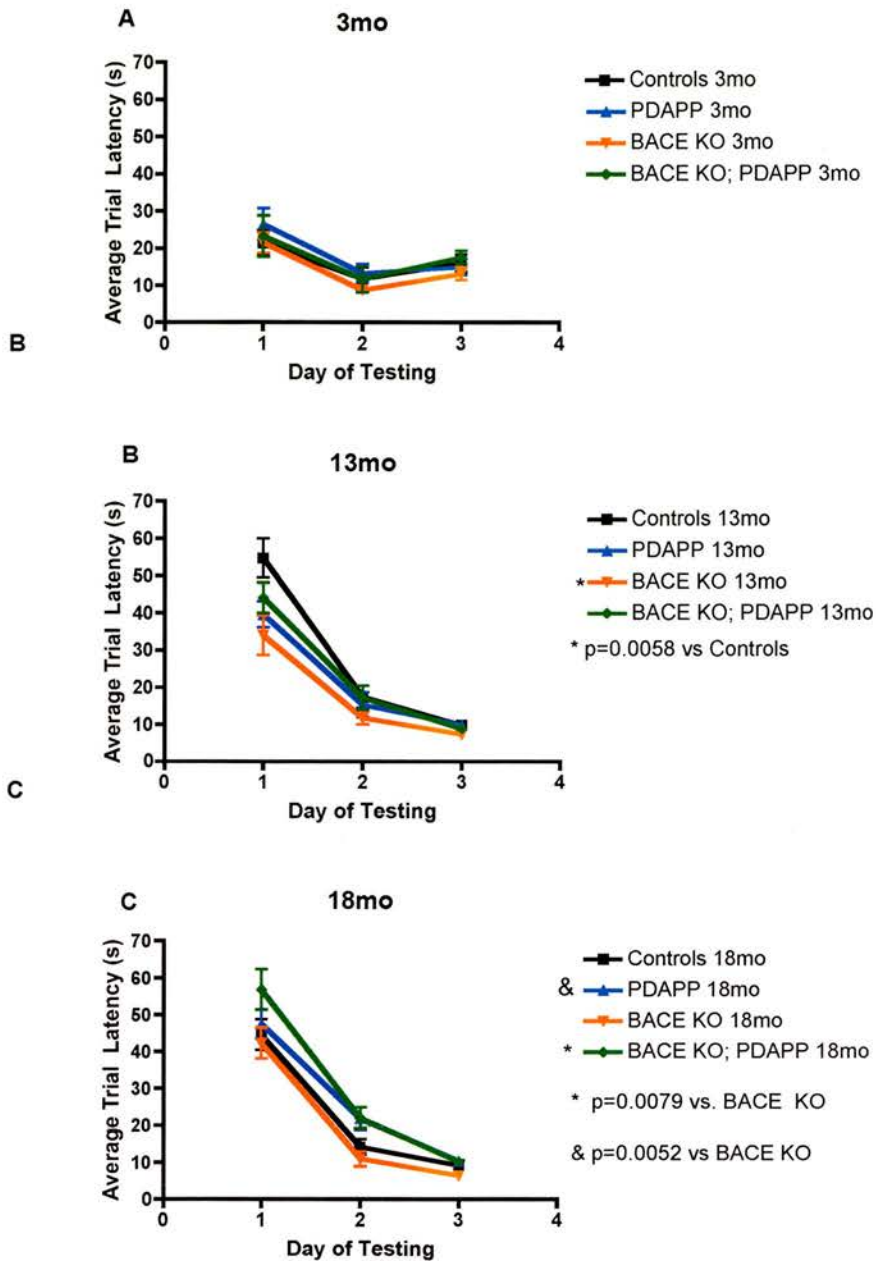 A
3mo
Average Trial Latency (s)
70
60
50
40
30
20
10
0
0 1 2 3 4
Day of Testing
Controls 3mo
PDAPP 3mo
BACE KO 3mo
BACE KO; PDAPP 3mo
B
B
13mo
Average Trial Latency (s)
70
60
50
40
30
20
10
0
0 1 2 3 4
Day of Testing
Controls 13mo
PDAPP 13mo
* BACE KO 13mo
BACE KO; PDAPP 13mo
* p=0.0058 vs Controls
C
C
18mo
Average Trial Latency (s)
70
60
50
40
30
20
10
0
0 1 2 3 4
Day of Testing
Controls 18mo
& PDAPP 18mo
BACE KO 18mo
* BACE KO; PDAPP 18mo
* p=0.0079 vs. BACE KO
& p=0.0052 vs BACE KO